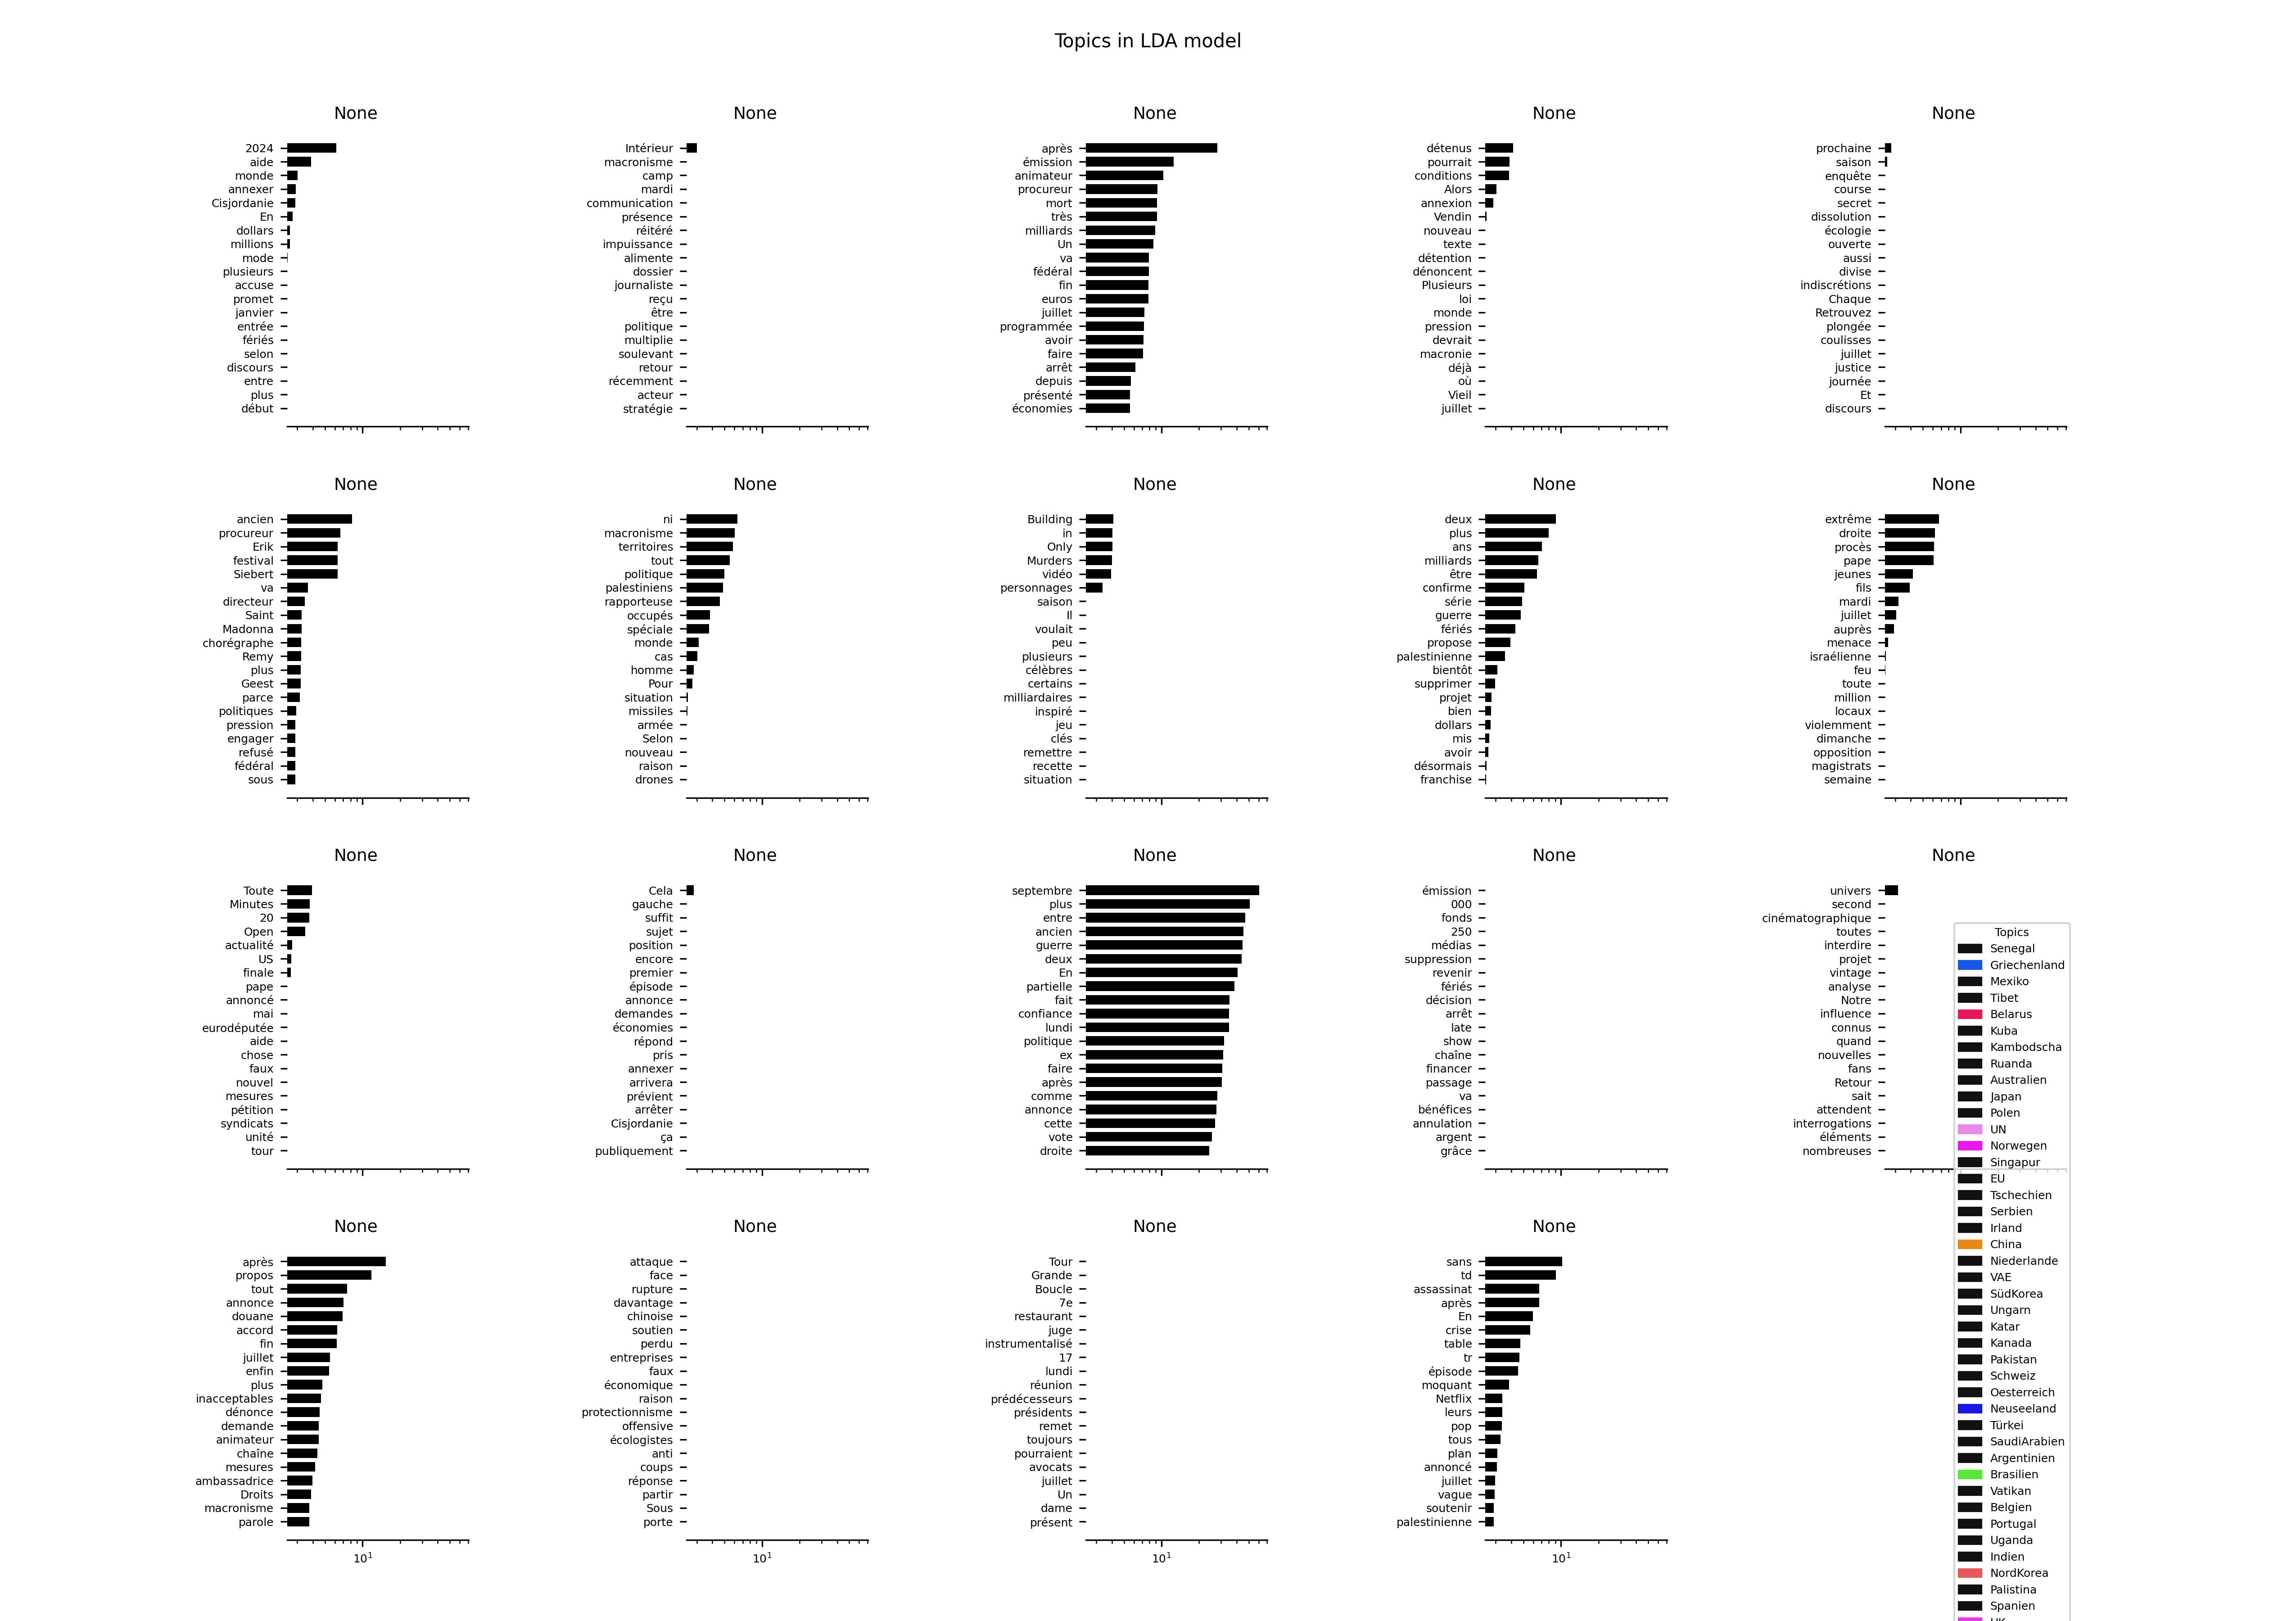 Topics in LDA model
None
2024
aide
monde
annexer
Cisjordanie
En
dollars
millions
mode
plusieurs
accuse
promet
janvier
entrée
fériés
selon
discours
entre
plus
début
None
Intérieur
macronisme
camp
mardi
communication
présence
réitéré
impuissance
alimente
dossier
journaliste
reçu
être
politique
multiplie
soulevant
retour
récemment
acteur
stratégie
None
après
émission
animateur
procureur
mort
très
milliards
Un
va
fédéral
fin
euros
juillet
programmée
avoir
faire
arrêt
depuis
présenté
économies
None
détenus
pourrait
conditions
Alors
annexion
Vendin
nouveau
texte
détention
dénoncent
Plusieurs
loi
monde
pression
devrait
macronie
déjà
où
Vieil
juillet
None
prochaine
saison
enquête
course
secret
dissolution
écologie
ouverte
aussi
divise
indiscrétions
Chaque
Retrouvez
plongée
coulisses
juillet
justice
journée
Et
discours
None
ancien
procureur
Erik
festival
Siebert
va
directeur
Saint
Madonna
chorégraphe
Remy
plus
Geest
parce
politiques
pression
engager
refusé
fédéral
sous
None
ni
macronisme
territoires
tout
politique
palestiniens
rapporteuse
occupés
spéciale
monde
cas
homme
Pour
situation
missiles
armée
Selon
nouveau
raison
drones
None
Building
in
Only
Murders
vidéo
personnages
saison
Il
voulait
peu
plusieurs
célèbres
certains
milliardaires
inspiré
jeu
clés
remettre
recette
situation
None
deux
plus
ans
milliards
être
confirme
série
guerre
fériés
propose
palestinienne
bientôt
supprimer
projet
bien
dollars
mis
avoir
désormais
franchise
None
extrême
droite
procès
pape
jeunes
fils
mardi
juillet
auprès
menace
israélienne
feu
toute
million
locaux
violemment
dimanche
opposition
magistrats
semaine
None
Toute
Minutes
20
Open
actualité
US
finale
pape
annoncé
mai
eurodéputée
aide
chose
faux
nouvel
mesures
pétition
syndicats
unité
tour
None
Cela
gauche
suffit
sujet
position
encore
premier
épisode
annonce
demandes
économies
répond
pris
annexer
arrivera
prévient
arrêter
Cisjordanie
ça
publiquement
None
septembre
plus
entre
ancien
guerre
deux
En
partielle
fait
confiance
lundi
politique
ex
faire
après
comme
annonce
cette
vote
droite
None
émission
000
fonds
250
médias
suppression
revenir
fériés
décision
arrêt
late
show
chaîne
financer
passage
va
bénéfices
annulation
argent
grâce
None
univers
second
cinématographique
toutes
interdire
projet
vintage
analyse
Notre
influence
connus
quand
nouvelles
fans
Retour
sait
attendent
interrogations
éléments
nombreuses
None
après
propos
tout
annonce
douane
accord
fin
juillet
enfin
plus
inacceptables
dénonce
demande
animateur
chaîne
mesures
ambassadrice
Droits
macronisme
parole
10¹
None
attaque
face
rupture
davantage
chinoise
soutien
perdu
entreprises
faux
économique
raison
protectionnisme
offensive
écologistes
anti
coups
réponse
partir
Sous
porte
10¹
None
Tour
Grande
Boucle
7e
restaurant
juge
instrumentalisé
17
lundi
réunion
prédécesseurs
présidents
remet
toujours
pourraient
avocats
juillet
Un
dame
présent
10¹
None
sans
td
assassinat
après
En
crise
table
tr
épisode
moquant
Netflix
leurs
pop
tous
plan
annoncé
juillet
vague
soutenir
palestinienne
10¹
Topics
Senegal
Griechenland
Mexiko
Tibet
Belarus
Kuba
Kambodscha
Ruanda
Australien
Japan
Polen
UN
Norwegen
Singapur
EU
Tschechien
Serbien
Irland
China
Niederlande
VAE
SüdKorea
Ungarn
Katar
Kanada
Pakistan
Schweiz
Oesterreich
Neuseeland
Türkei
SaudiArabien
Argentinien
Brasilien
Vatikan
Belgien
Portugal
Uganda
Indien
NordKorea
Palistina
Spanien